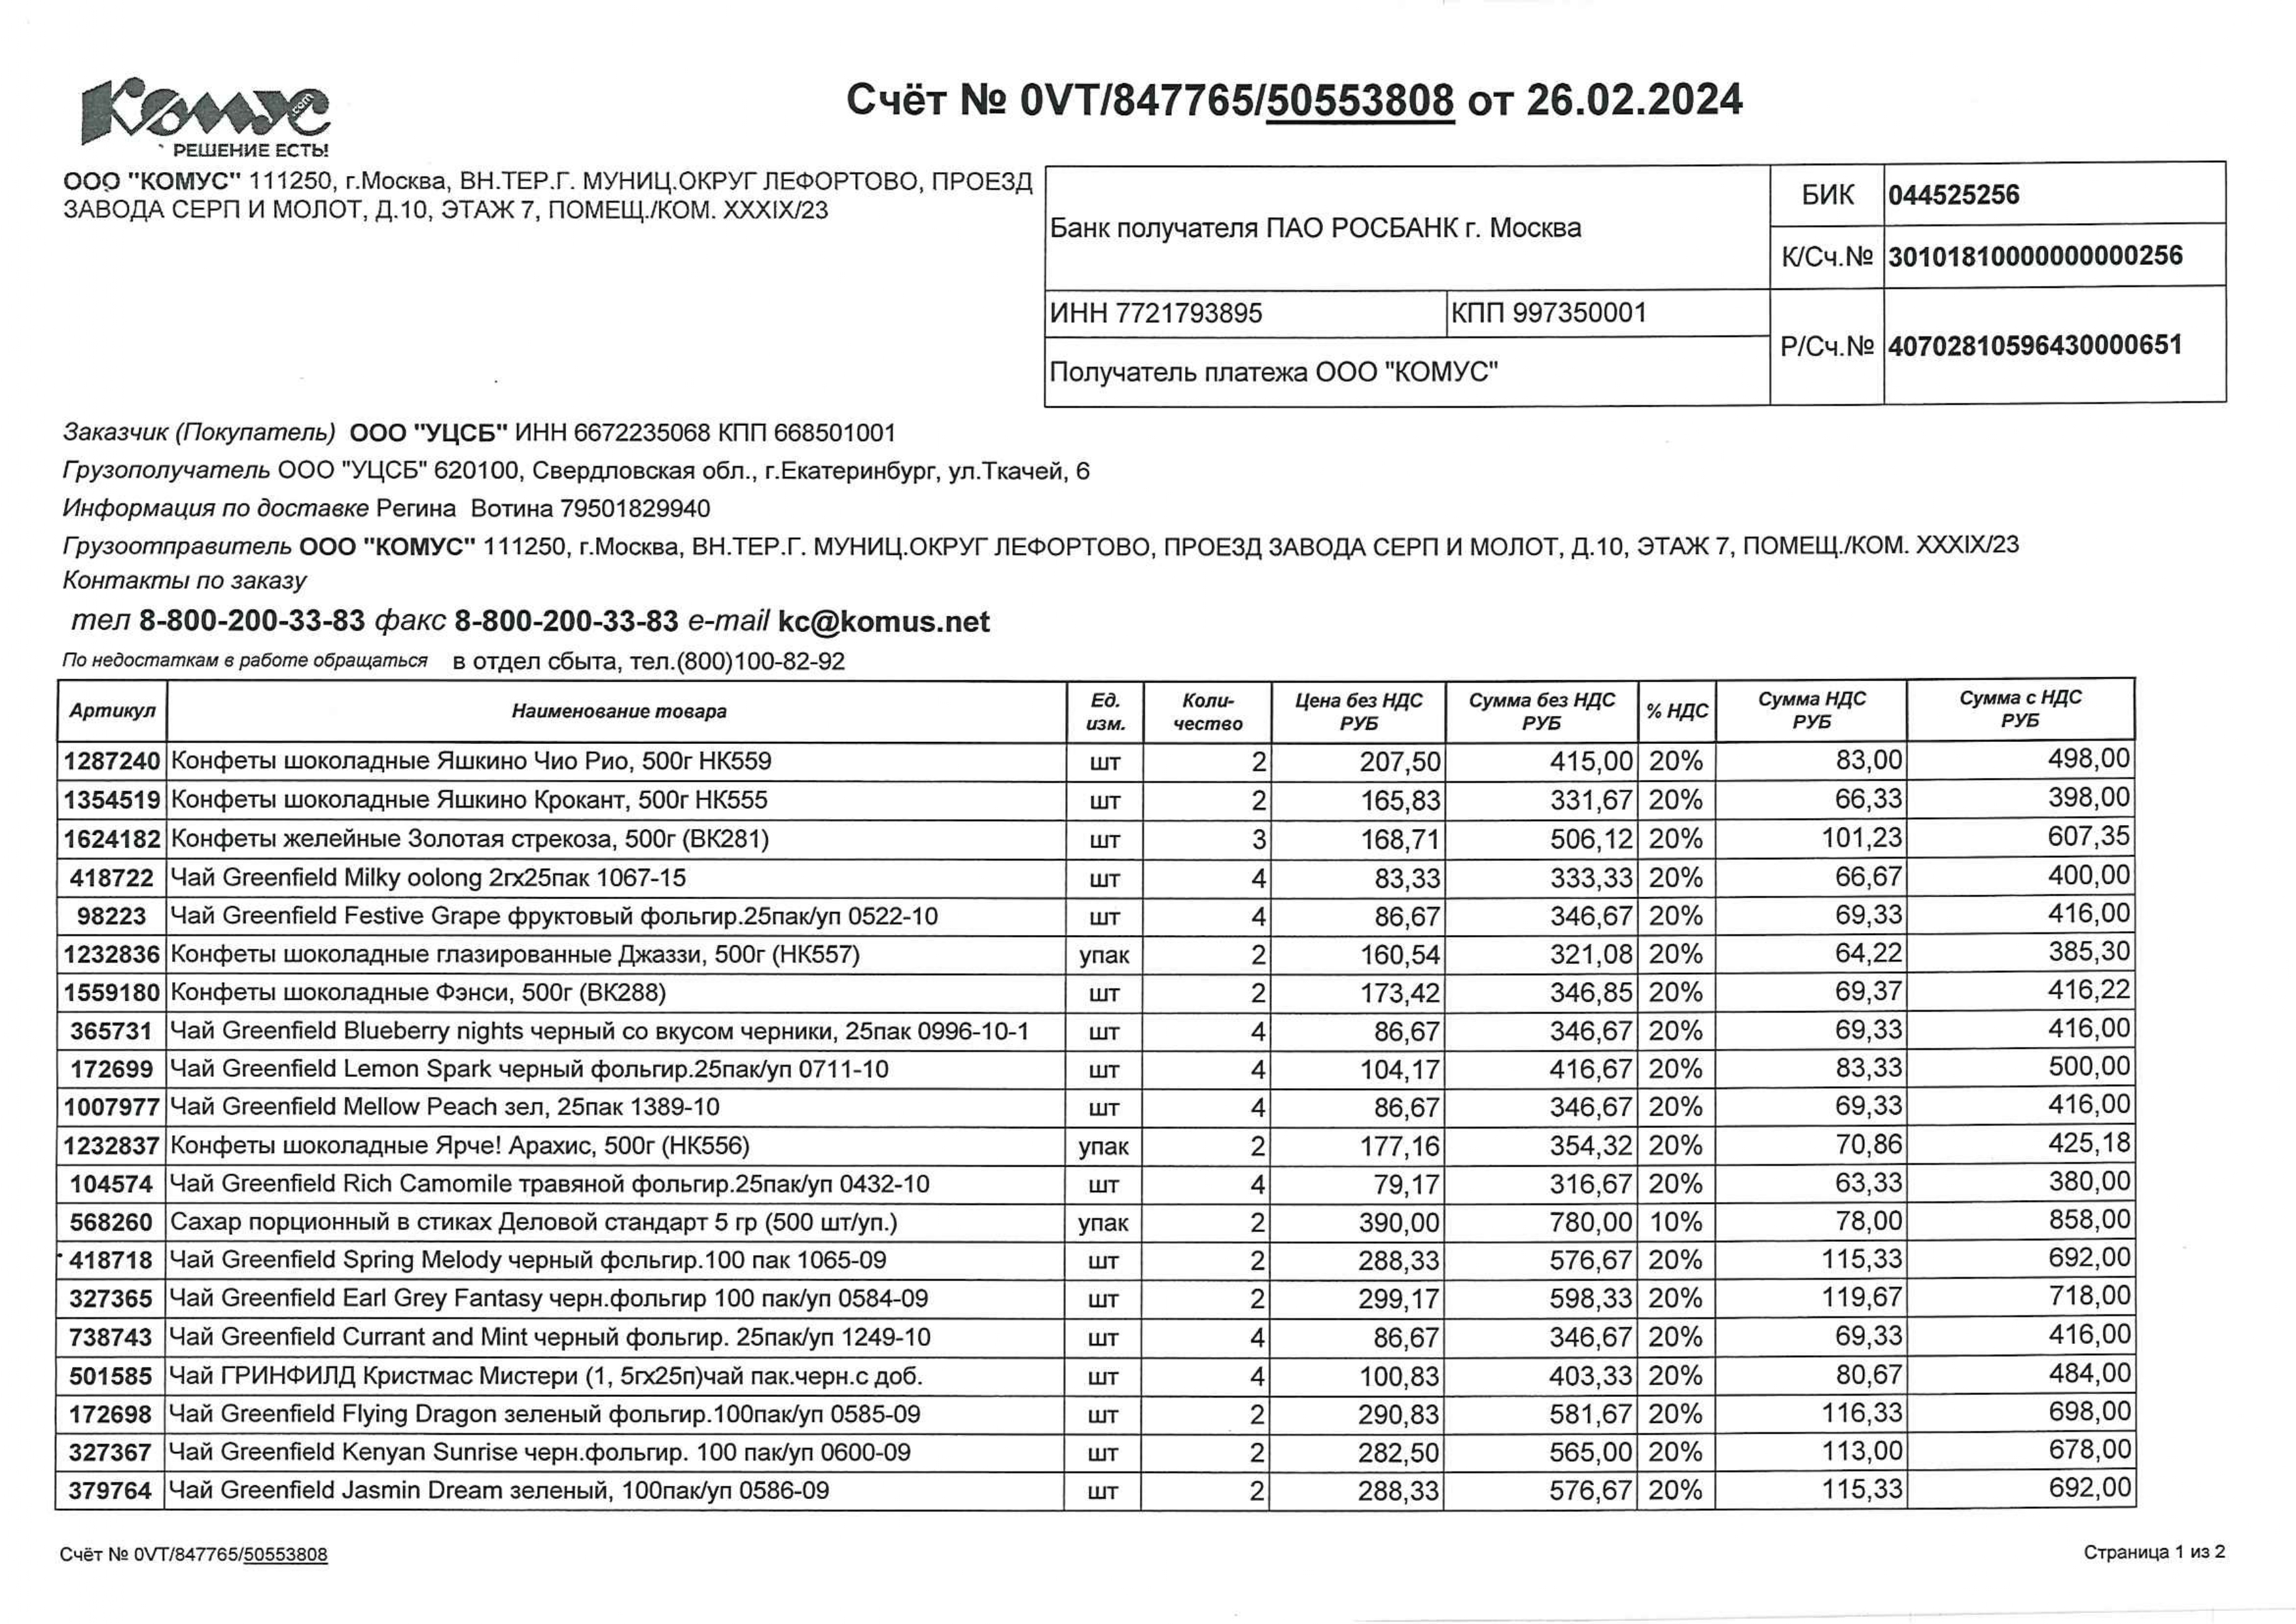 Комус
.com
РЕШЕНИЕ ЕСТЬ!
Счёт № 0VT/847765/50553808 от 26.02.2024
ООО "КОМУС" 111250, г.Москва, ВН.ТЕР.Г. МУНИЦ.ОКРУГ ЛЕФОРТОВО, ПРОЕЗД
ЗАВОДА СЕРП И МОЛОТ, Д.10, ЭТАЖ 7, ПОМЕЩ./КОМ. XXXIX/23
Банк получателя ПАО РОСБАНК г. Москва
БИК 044525256
К/Сч.№ 30101810000000000256
ИНН 7721793895 КПП 997350001
Р/Сч.№ 40702810596430000651
Получатель платежа ООО "КОМУС"
Заказчик (Покупатель) ООО "УЦСБ" ИНН 6672235068 КПП 668501001
Грузополучатель ООО "УЦСБ" 620100, Свердловская обл., г.Екатеринбург, ул.Ткачей, 6
Информация по доставке Регина Вотина 79501829940
Грузоотправитель ООО "КОМУС" 111250, г.Москва, ВН.ТЕР.Г. МУНИЦ.ОКРУГ ЛЕФОРТОВО, ПРОЕЗД ЗАВОДА СЕРП И МОЛОТ, Д.10, ЭТАЖ 7, ПОМЕЩ./КОМ. XXXIX/23
Контакты по заказу
тел 8-800-200-33-83 факс 8-800-200-33-83 e-mail kc@komus.net
По недостаткам в работе обращаться в отдел сбыта, тел.(800)100-82-92
Артикул Наименование товара Ед. изм. Коли-чество Цена без НДС РУБ Сумма без НДС РУБ % НДС Сумма НДС РУБ Сумма с НДС РУБ
1287240 Конфеты шоколадные Яшкино Чио Рио, 500г НК559 шт 2 207,50 415,00 20% 83,00 498,00
1354519 Конфеты шоколадные Яшкино Крокант, 500г НК555 шт 2 165,83 331,67 20% 66,33 398,00
1624182 Конфеты желейные Золотая стрекоза, 500г (ВК281) шт 3 168,71 506,12 20% 101,23 607,35
418722 Чай Greenfield Milky oolong 2гх25пак 1067-15 шт 4 83,33 333,33 20% 66,67 400,00
98223 Чай Greenfield Festive Grape фруктовый фольгир.25пак/уп 0522-10 шт 4 86,67 346,67 20% 69,33 416,00
1232836 Конфеты шоколадные глазированные Джаззи, 500г (НК557) упак 2 160,54 321,08 20% 64,22 385,30
1559180 Конфеты шоколадные Фэнси, 500г (ВК288) шт 2 173,42 346,85 20% 69,37 416,22
365731 Чай Greenfield Blueberry nights черный со вкусом черники, 25пак 0996-10-1 шт 4 86,67 346,67 20% 69,33 416,00
172699 Чай Greenfield Lemon Spark черный фольгир.25пак/уп 0711-10 шт 4 104,17 416,67 20% 83,33 500,00
1007977 Чай Greenfield Mellow Peach зел, 25пак 1389-10 шт 4 86,67 346,67 20% 69,33 416,00
1232837 Конфеты шоколадные Ярче! Арахис, 500г (НК556) упак 2 177,16 354,32 20% 70,86 425,18
104574 Чай Greenfield Rich Camomile травяной фольгир.25пак/уп 0432-10 шт 4 79,17 316,67 20% 63,33 380,00
568260 Сахар порционный в стиках Деловой стандарт 5 гр (500 шт/уп.) упак 2 390,00 780,00 10% 78,00 858,00
418718 Чай Greenfield Spring Melody черный фольгир.100 пак 1065-09 шт 2 288,33 576,67 20% 115,33 692,00
327365 Чай Greenfield Earl Grey Fantasy черн.фольгир 100 пак/уп 0584-09 шт 2 299,17 598,33 20% 119,67 718,00
738743 Чай Greenfield Currant and Mint черный фольгир. 25пак/уп 1249-10 шт 4 86,67 346,67 20% 69,33 416,00
501585 Чай ГРИНФИЛД Кристмас Мистери (1, 5гх25п)чай пак.черн.с доб. шт 4 100,83 403,33 20% 80,67 484,00
172698 Чай Greenfield Flying Dragon зеленый фольгир.100пак/уп 0585-09 шт 2 290,83 581,67 20% 116,33 698,00
327367 Чай Greenfield Kenyan Sunrise черн.фольгир. 100 пак/уп 0600-09 шт 2 282,50 565,00 20% 113,00 678,00
379764 Чай Greenfield Jasmin Dream зеленый, 100пак/уп 0586-09 шт 2 288,33 576,67 20% 115,33 692,00
Счёт № 0VT/847765/50553808
Страница 1 из 2